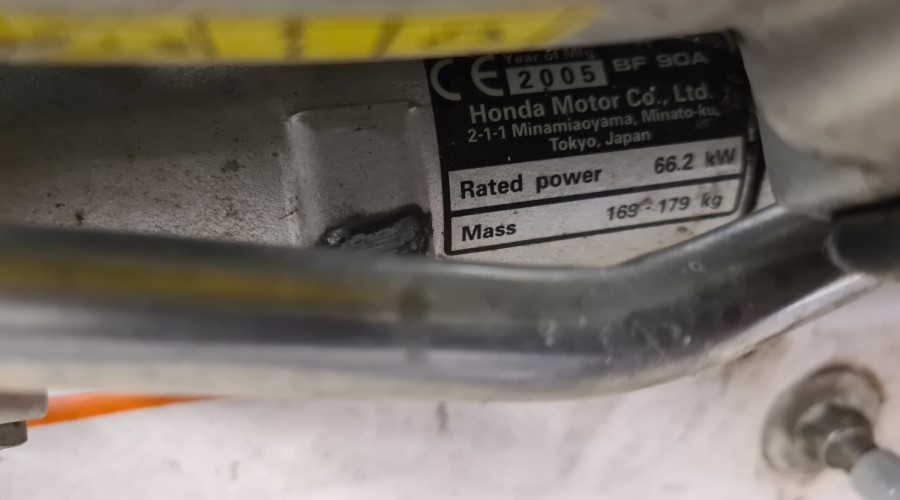 Year of Mfg.
CE 2005 BF 90A
Honda Motor Co., Ltd.
2-1-1 Minamiaoyama, Minato-ku,
Tokyo, Japan
Rated power 66.2 kW
Mass 169 - 179 kg